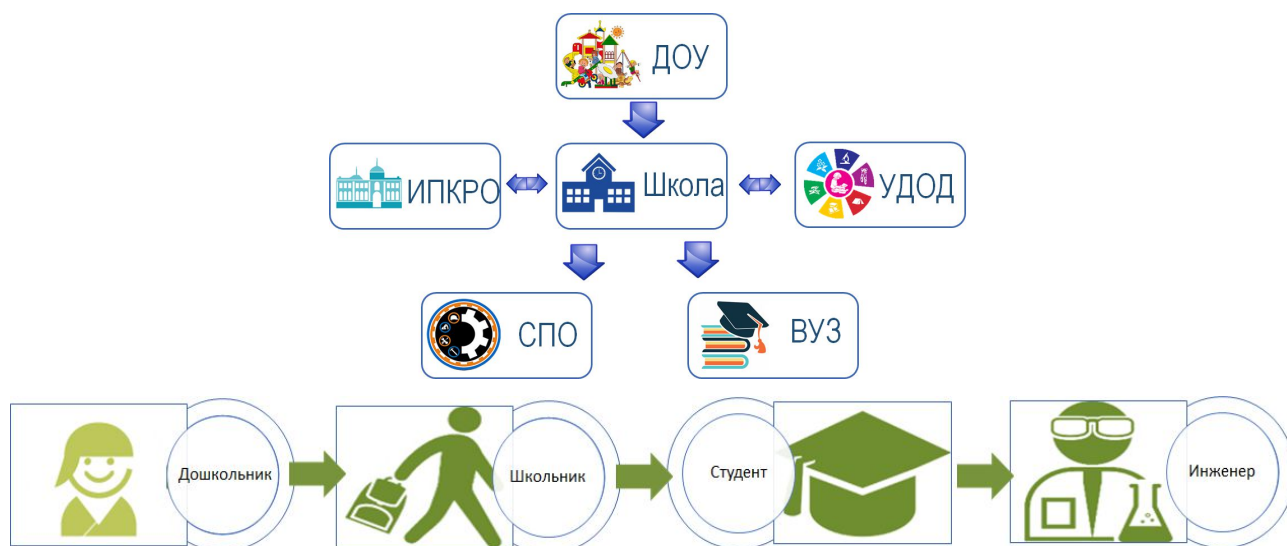 ДОУ
ИПКРО
Школа
УДОД
СПО
ВУЗ
Дошкольник
Школьник
Студент
Инженер